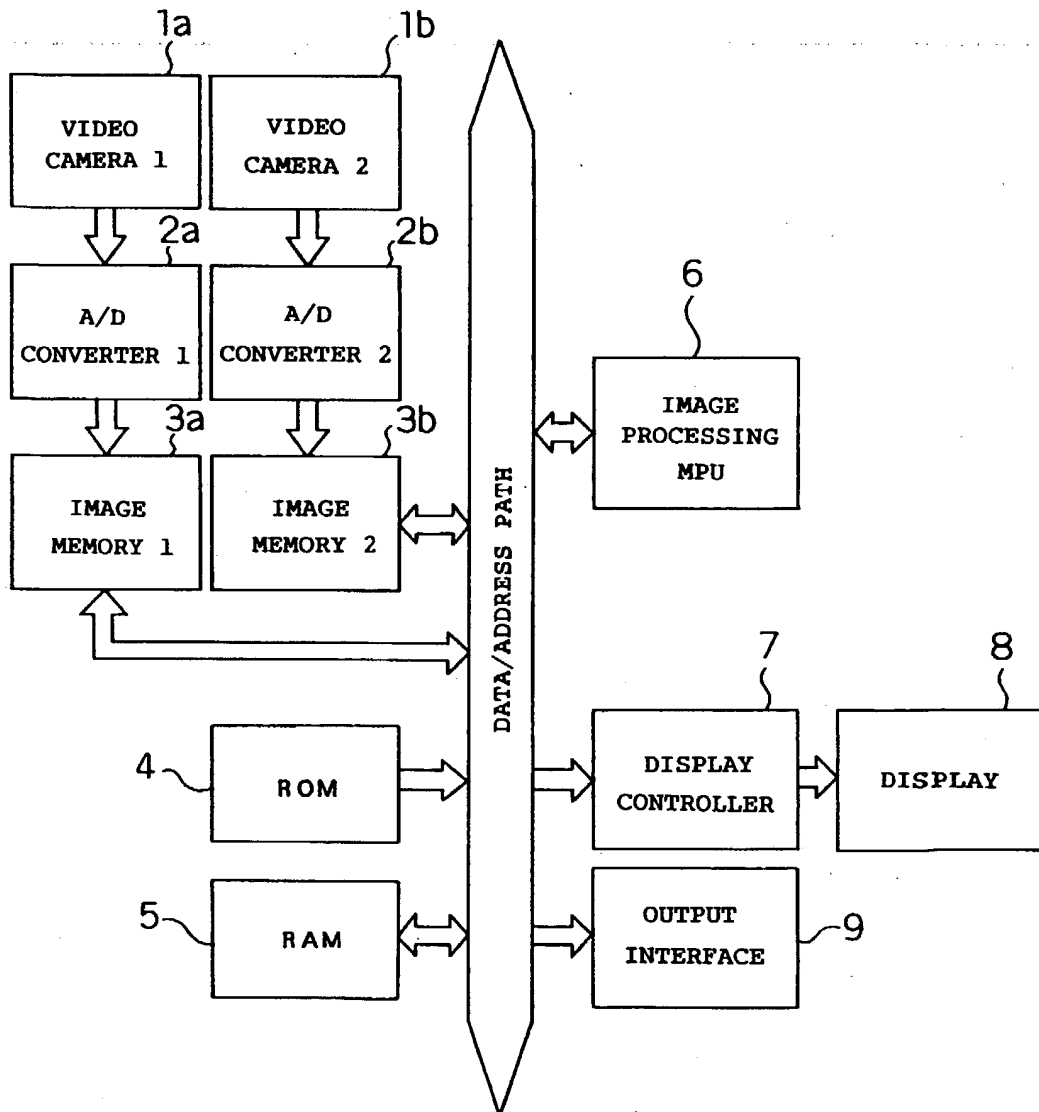 1a
1b
VIDEO
CAMERA 1
VIDEO
CAMERA 2
2a
2b
A/D
CONVERTER 1
A/D
CONVERTER 2
3a
3b
IMAGE
MEMORY 1
IMAGE
MEMORY 2
6
IMAGE
PROCESSING
MPU
DATA/ADDRESS PATH
4
ROM
7
DISPLAY
CONTROLLER
8
DISPLAY
5
RAM
OUTPUT
INTERFACE
9